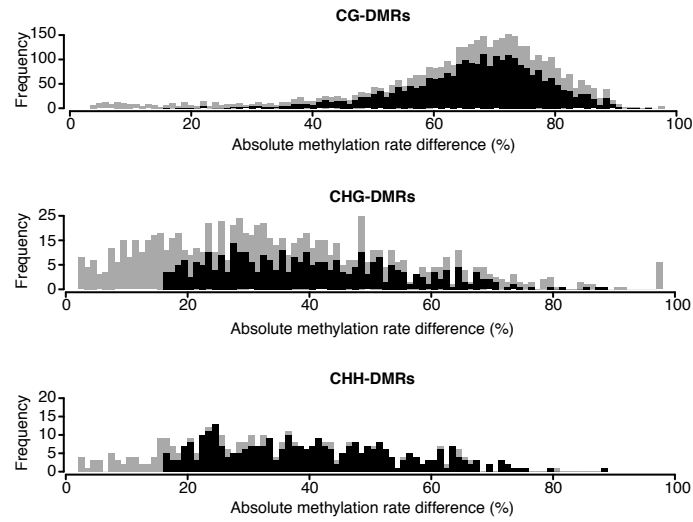 CG-DMRs
Frequency
150
100
50
0
0 20 40 60 80 100
Absolute methylation rate difference (%)
CHG-DMRs
Frequency
25
15
5
0
0 20 40 60 80 100
Absolute methylation rate difference (%)
CHH-DMRs
Frequency
20
15
10
5
0
0 20 40 60 80 100
Absolute methylation rate difference (%)